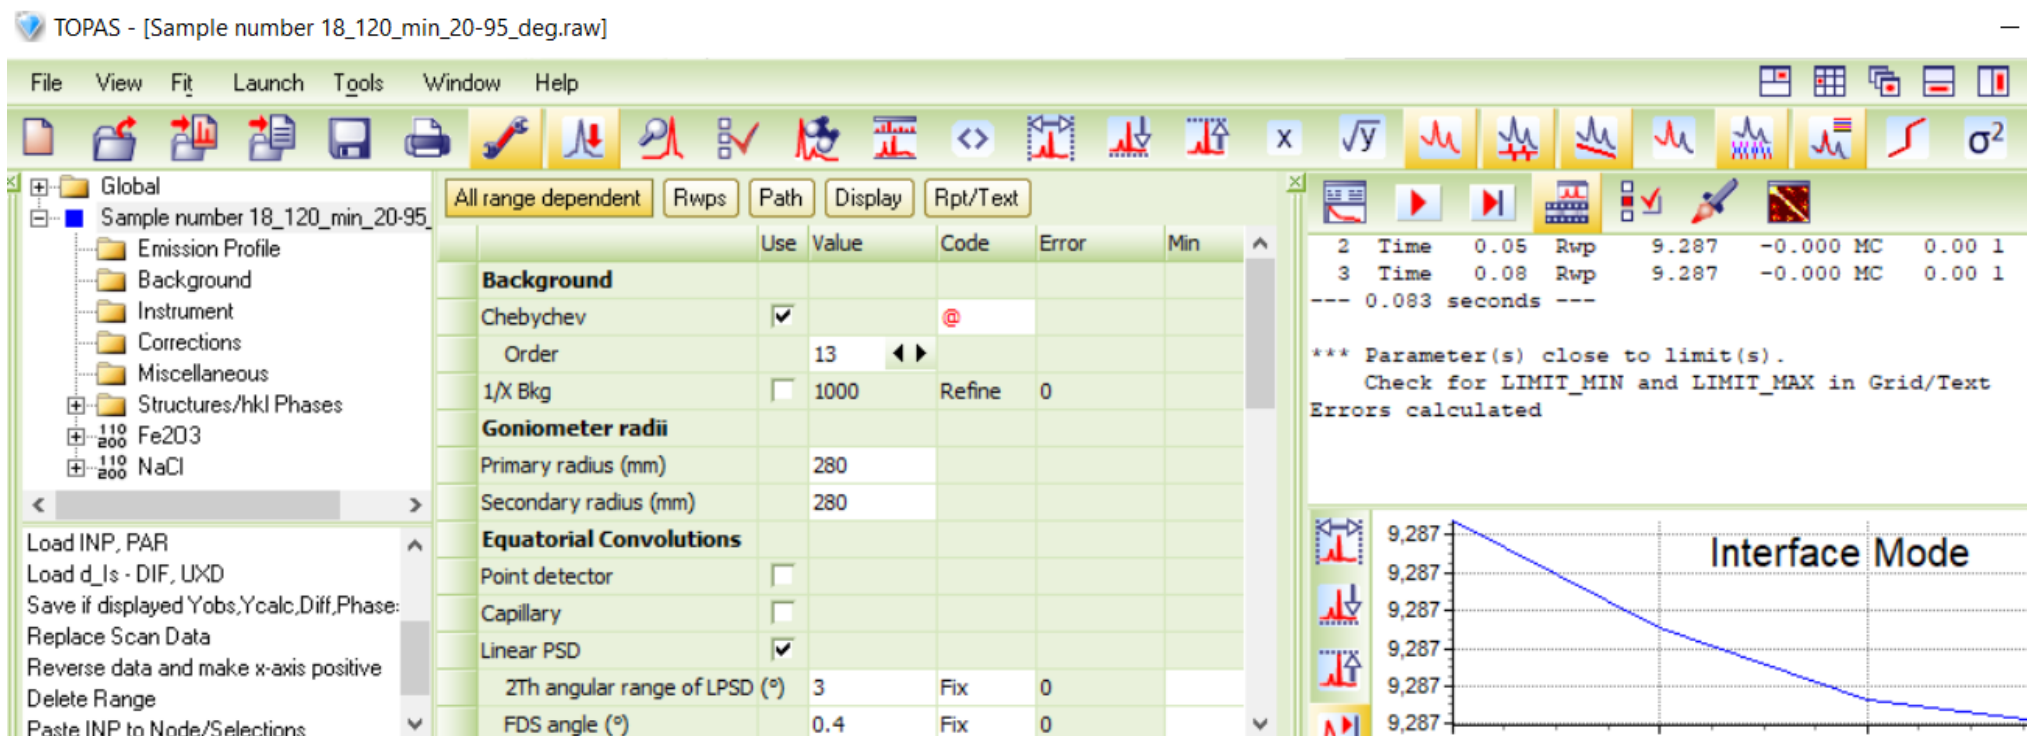 TOPAS - [Sample number 18_120_min_20-95_deg.raw]
File View Fit Launch Tools Window Help
x √y σ²
Global
Sample number 18_120_min_20-95_
Emission Profile
Background
Instrument
Corrections
Miscellaneous
Structures/hkl Phases
110 200 Fe2O3
110 200 NaCl
Load INP, PAR
Load d_Is - DIF, UXD
Save if displayed Yobs,Ycalc,Diff,Phase:
Replace Scan Data
Reverse data and make x-axis positive
Delete Range
Paste INP to Node/Selections
All range dependent Rwps Path Display Rpt/Text
Use Value Code Error Min
Background
Chebychev @
Order 13
1/X Bkg 1000 Refine 0
Goniometer radii
Primary radius (mm) 280
Secondary radius (mm) 280
Equatorial Convolutions
Point detector
Capillary
Linear PSD
2Th angular range of LPSD (°) 3 Fix 0
FDS angle (°) 0.4 Fix 0
2 Time 0.05 Rwp 9.287 -0.000 MC 0.00 1
3 Time 0.08 Rwp 9.287 -0.000 MC 0.00 1
--- 0.083 seconds ---
*** Parameter(s) close to limit(s).
Check for LIMIT_MIN and LIMIT_MAX in Grid/Text
Errors calculated
Interface Mode
9,287
9,287
9,287
9,287
9,287
9,287